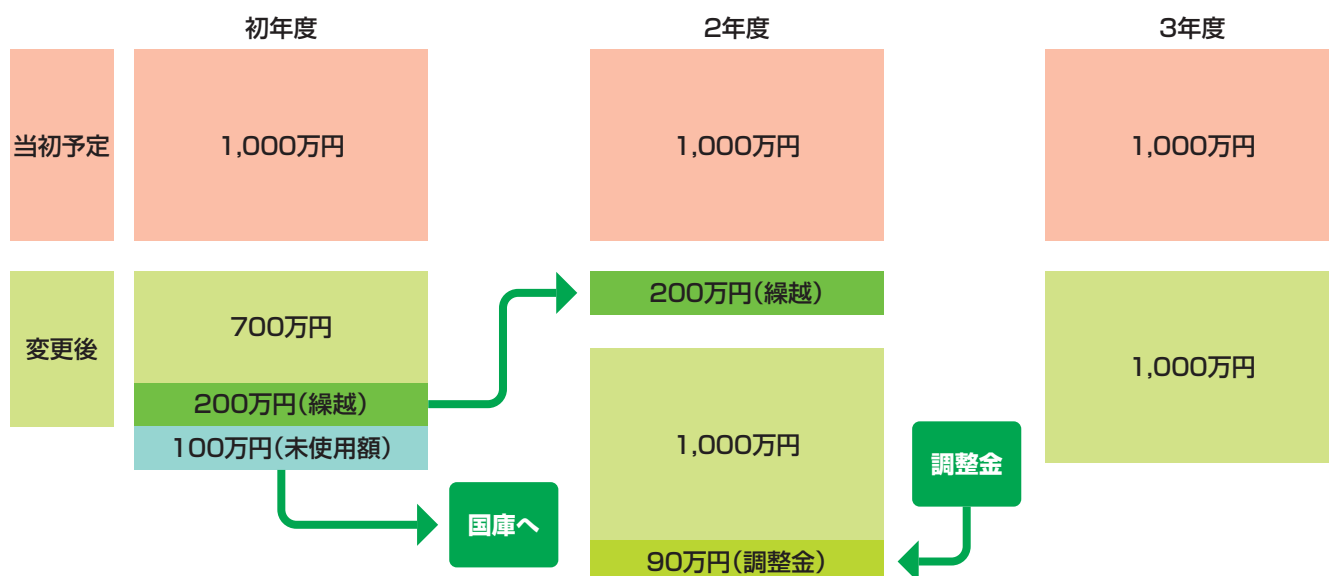 初年度
2年度
3年度
当初予定
1,000万円
1,000万円
1,000万円
変更後
700万円
200万円(繰越)
100万円(未使用額)
国庫へ
200万円(繰越)
1,000万円
90万円(調整金)
調整金
1,000万円